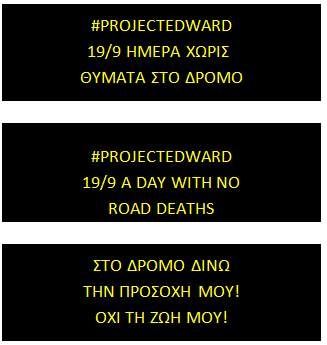 #PROJECTEDWARD
19/9 ΗΜΕΡΑ ΧΩΡΙΣ
ΘΥΜΑΤΑ ΣΤΟ ΔΡΟΜΟ
#PROJECTEDWARD
19/9 A DAY WITH NO
ROAD DEATHS
ΣΤΟ ΔΡΟΜΟ ΔΙΝΩ
ΤΗΝ ΠΡΟΣΟΧΗ ΜΟΥ!
ΟΧΙ ΤΗ ΖΩΗ ΜΟΥ!